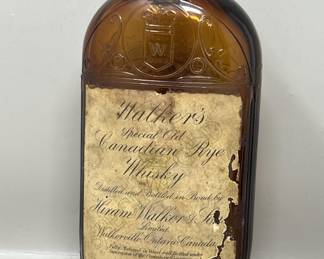 W
Walker's
Special Old
Canadian Rye
Whisky
Distilled and Bottled in Bond by
Hiram Walker & Sons
Limited
Walkerville Ontario Canada